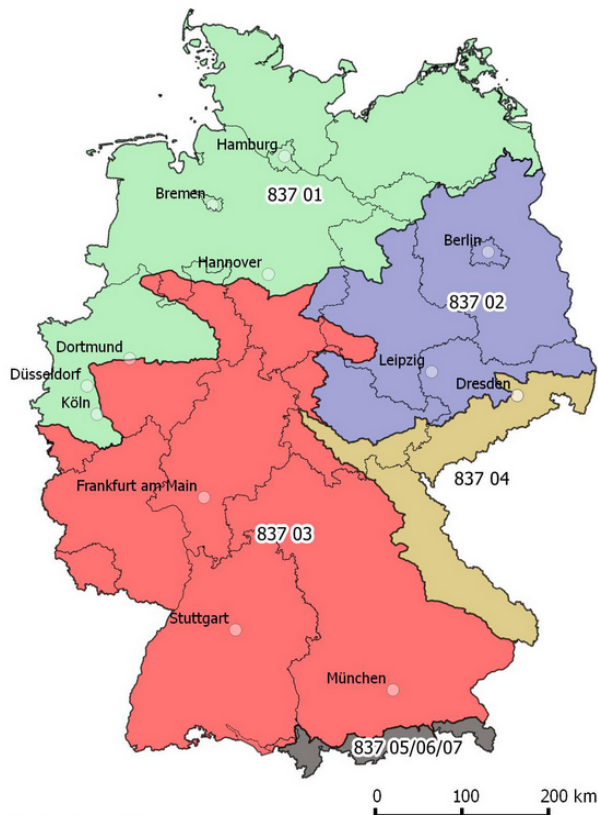 Hamburg
Bremen
837 01
Hannover
Berlin
837 02
Dortmund
Düsseldorf
Köln
Leipzig
Dresden
837 04
Frankfurt am Main
837 03
Stuttgart
München
837 05/06/07
0 100 200 km